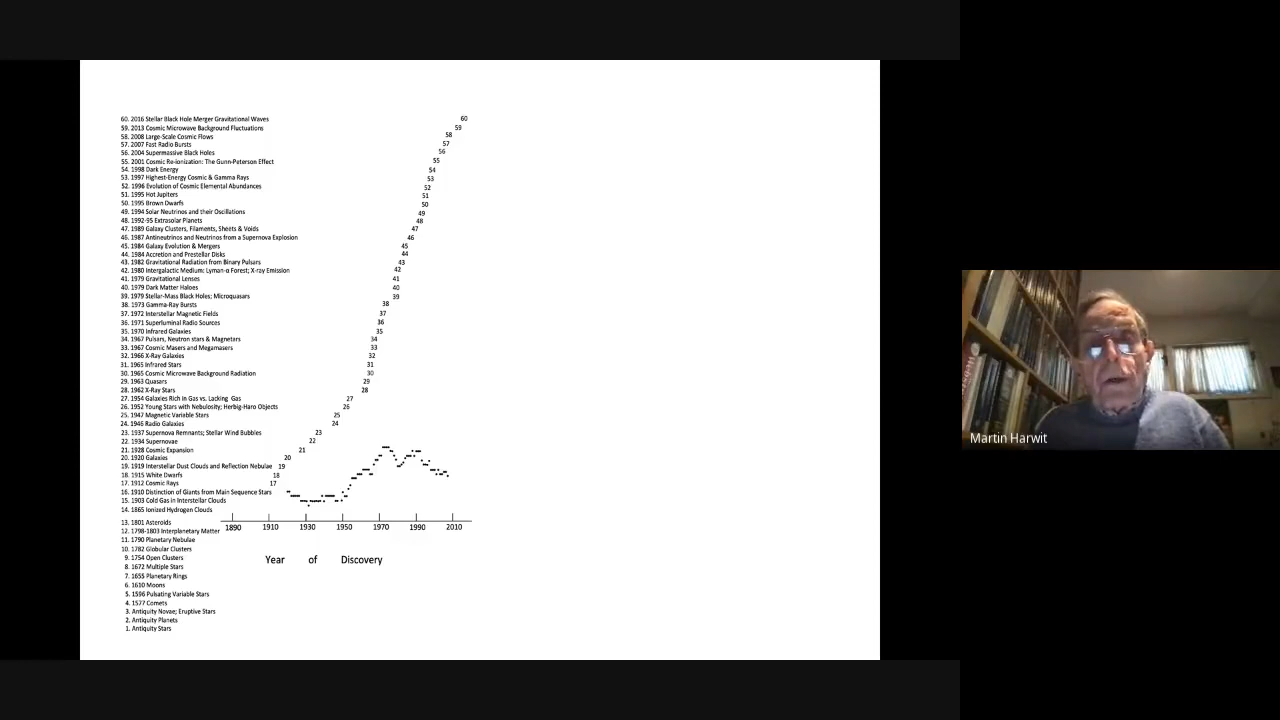 60. 2016 Stellar Black Hole Merger Gravitational Waves 60
59. 2013 Cosmic Microwave Background Fluctuations 59
58. 2008 Large-Scale Cosmic Flows 58
57. 2007 Fast Radio Bursts 57
56. 2004 Supermassive Black Holes 56
55. 2001 Cosmic Re-ionization: The Gunn-Peterson Effect 55
54. 1998 Dark Energy 54
53. 1997 Highest-Energy Cosmic & Gamma Rays 53
52. 1996 Evolution of Cosmic Elemental Abundances 52
51. 1995 Hot Jupiters 51
50. 1995 Brown Dwarfs 50
49. 1994 Solar Neutrinos and their Oscillations 49
48. 1992-95 Extrasolar Planets 48
47. 1989 Galaxy Clusters, Filaments, Sheets & Voids 47
46. 1987 Antineutrinos and Neutrinos from a Supernova Explosion 46
45. 1984 Galaxy Evolution & Mergers 45
44. 1984 Accretion and Prestellar Disks 44
43. 1982 Gravitational Radiation from Binary Pulsars 43
42. 1980 Intergalactic Medium: Lyman-α Forest; X-ray Emission 42
41. 1979 Gravitational Lenses 41
40. 1979 Dark Matter Haloes 40
39. 1979 Stellar-Mass Black Holes; Microquasars 39
38. 1973 Gamma-Ray Bursts 38
37. 1972 Interstellar Magnetic Fields 37
36. 1971 Superluminal Radio Sources 36
35. 1970 Infrared Galaxies 35
34. 1967 Pulsars, Neutron stars & Magnetars 34
33. 1967 Cosmic Masers and Megamasers 33
32. 1966 X-Ray Galaxies 32
31. 1965 Infrared Stars 31
30. 1965 Cosmic Microwave Background Radiation 30
29. 1963 Quasars 29
28. 1962 X-Ray Stars 28
27. 1954 Galaxies Rich in Gas vs. Lacking Gas 27
26. 1952 Young Stars with Nebulosity; Herbig-Haro Objects 26
25. 1947 Magnetic Variable Stars 25
24. 1946 Radio Galaxies 24
23. 1937 Supernova Remnants; Stellar Wind Bubbles 23
22. 1934 Supernovae 22
21. 1928 Cosmic Expansion 21
20. 1920 Galaxies 20
19. 1919 Interstellar Dust Clouds and Reflection Nebulae 19
18. 1915 White Dwarfs 18
17. 1912 Cosmic Rays 17
16. 1910 Distinction of Giants from Main Sequence Stars
15. 1903 Cold Gas in Interstellar Clouds
14. 1865 Ionized Hydrogen Clouds
13. 1801 Asteroids
12. 1798-1803 Interplanetary Matter
1890 1910 1930 1950 1970 1990 2010
11. 1790 Planetary Nebulae
10. 1782 Globular Clusters
9. 1754 Open Clusters
Year of Discovery
8. 1672 Multiple Stars
7. 1655 Planetary Rings
6. 1610 Moons
5. 1596 Pulsating Variable Stars
4. 1577 Comets
3. Antiquity Novae; Eruptive Stars
2. Antiquity Planets
1. Antiquity Stars
Martin Harwit